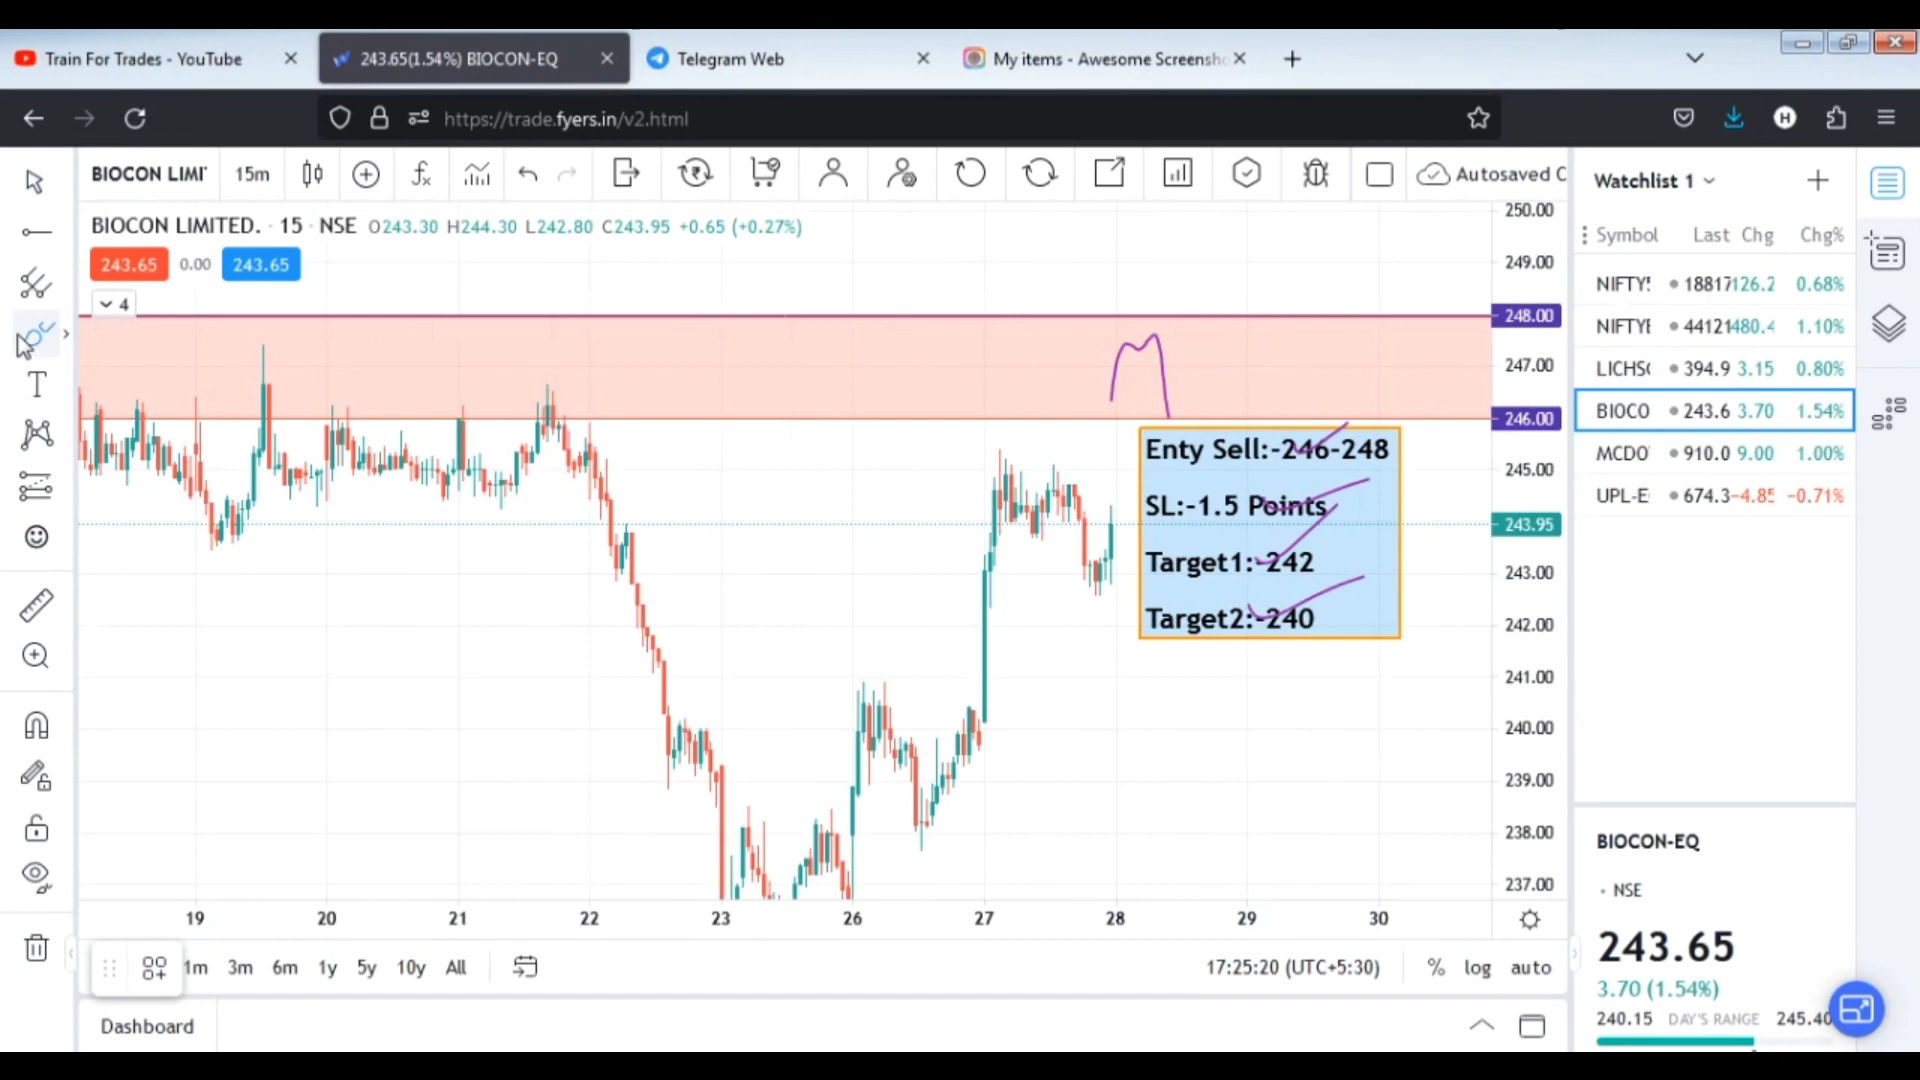 Train For Trades - YouTube
243.65(1.54%) BIOCON-EQ
Telegram Web
My items - Awesome Screensh
https://trade.fyers.in/v2.html
BIOCON LIMI
15m
Autosaved C
BIOCON LIMITED. · 15 · NSE O243.30 H244.30 L242.80 C243.95 +0.65 (+0.27%)
243.65 0.00 243.65
4
250.00
249.00
248.00
247.00
246.00
245.00
243.95
243.00
242.00
241.00
240.00
239.00
238.00
237.00
Enty Sell:-246-248
SL:-1.5 Points
Target1:-242
Target2:-240
19 20 21 22 23 26 27 28 29 30
1m 3m 6m 1y 5y 10y All
17:25:20 (UTC+5:30) % log auto
Dashboard
Watchlist 1
Symbol Last Chg Chg%
NIFTY 18817 126.2 0.68%
NIFTYB 44121 480.4 1.10%
LICHS 394.9 3.15 0.80%
BIOCO 243.6 3.70 1.54%
MCDO 910.0 9.00 1.00%
UPL-E 674.3 -4.85 -0.71%
BIOCON-EQ
NSE
243.65
3.70 (1.54%)
240.15 DAY'S RANGE 245.40
H